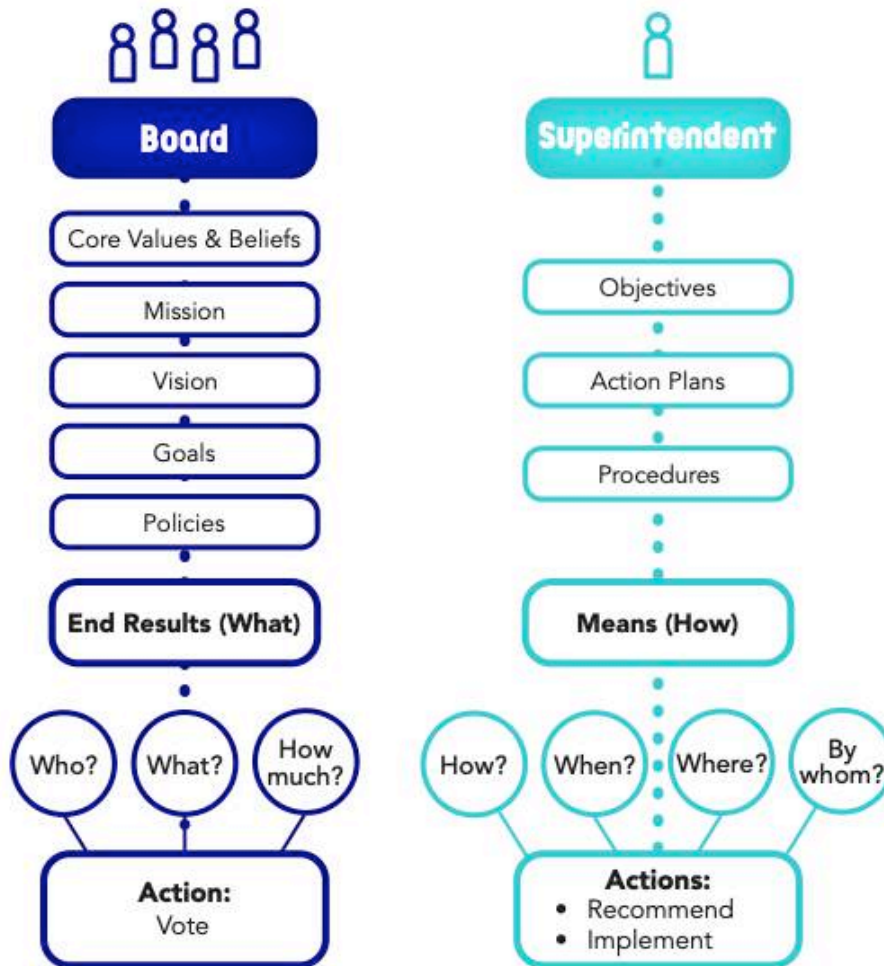 Board
Core Values & Beliefs
Mission
Vision
Goals
Policies
End Results (What)
Who?
What?
How
much?
Action:
Vote
Superintendent
Objectives
Action Plans
Procedures
Means (How)
How?
When?
Where?
By
whom?
Actions:
• Recommend
• Implement